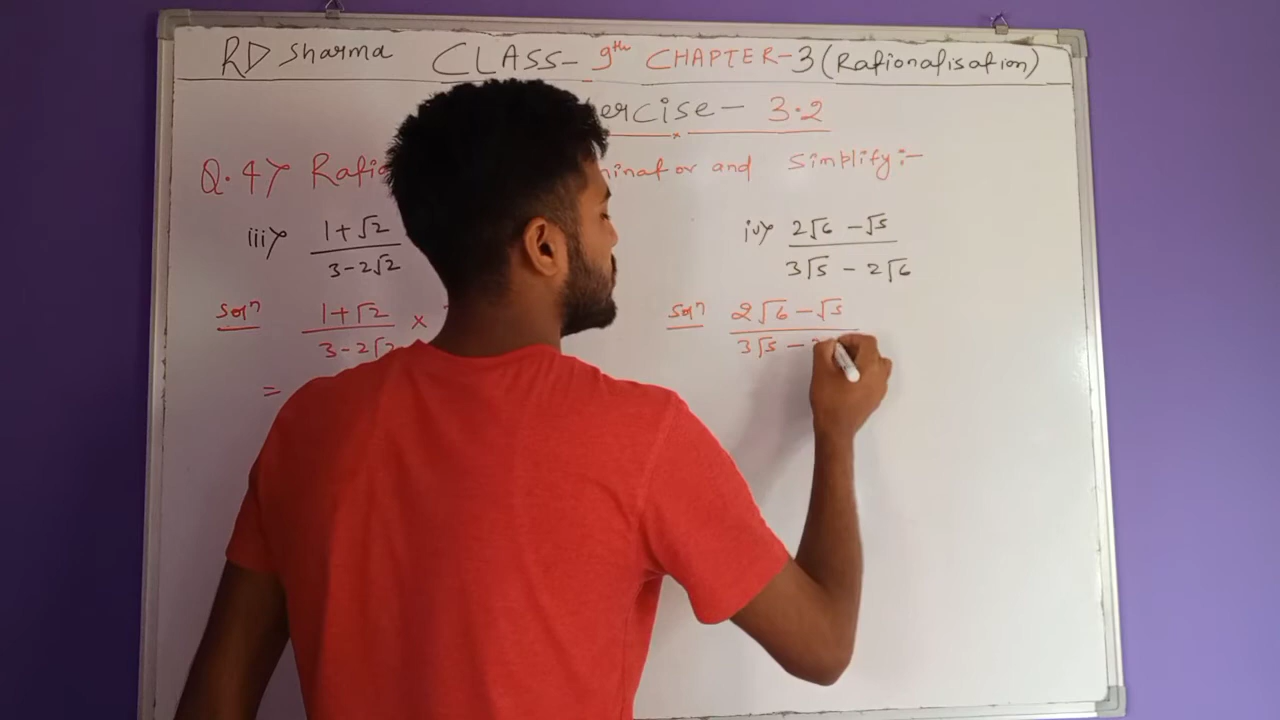 RD Sharma CLASS- 9th CHAPTER-3 (Rationalisation)
ercise - 3.2
Q.4> Ratio minator and Simplify:-
iii> (1+√2)/(3-2√2)
iv> (2√6 -√5)/(3√5 - 2√6)
Solⁿ (1+√2)/(3-2√2) ×
=
Solⁿ (2√6 -√5)/(3√5 -